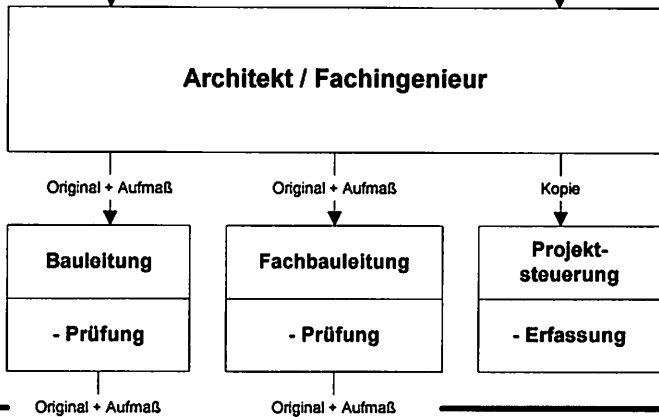 Architekt / Fachingenieur
Original + Aufmaß
Original + Aufmaß
Kopie
Bauleitung
Fachbauleitung
Projekt-
steuerung
- Prüfung
- Prüfung
- Erfassung
Original + Aufmaß
Original + Aufmaß